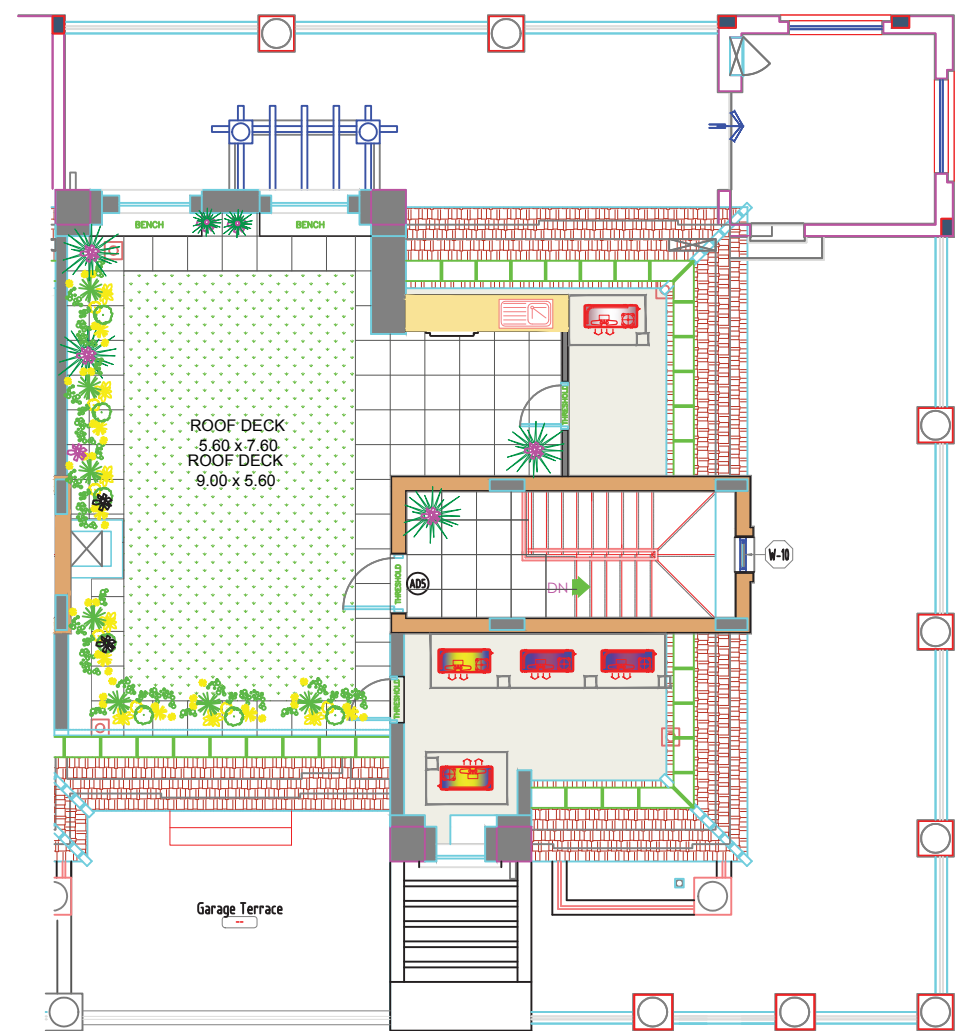 BENCH
BENCH
THRESHOLD
ROOF DECK
5.60 x 7.60
ROOF DECK
9.00 x 5.60
W-10
AD5
THRESHOLD
DN
THRESHOLD
Garage Terrace
--